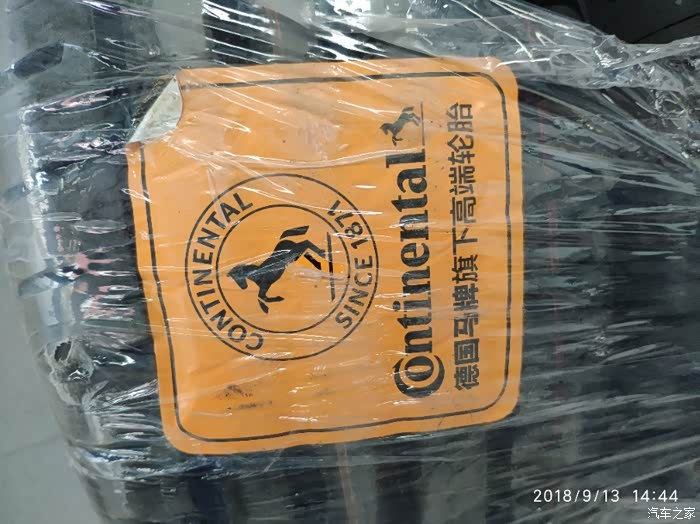 CONTINENTAL
SINCE 1871
Continental
德国马牌旗下高端轮胎
2018/9/13 14:44
汽车之家